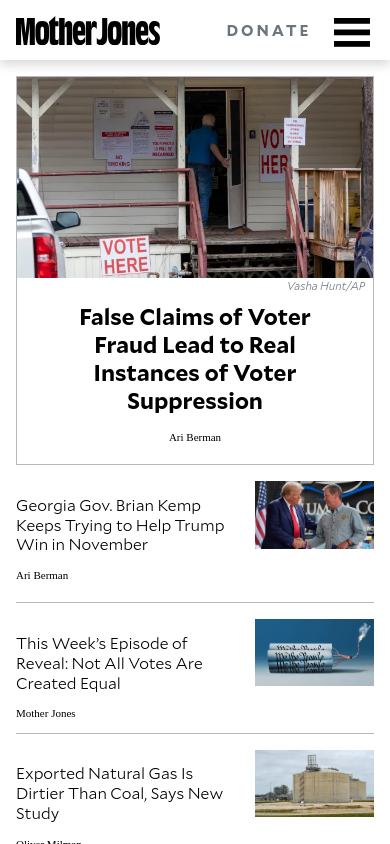 Mother Jones
DONATE
VOTE
HERE
VOTE
HERE
Vasha Hunt/AP
False Claims of Voter
Fraud Lead to Real
Instances of Voter
Suppression
Ari Berman
Georgia Gov. Brian Kemp
Keeps Trying to Help Trump
Win in November
Ari Berman
This Week’s Episode of
Reveal: Not All Votes Are
Created Equal
Mother Jones
Exported Natural Gas Is
Dirtier Than Coal, Says New
Study
Oliver Milman